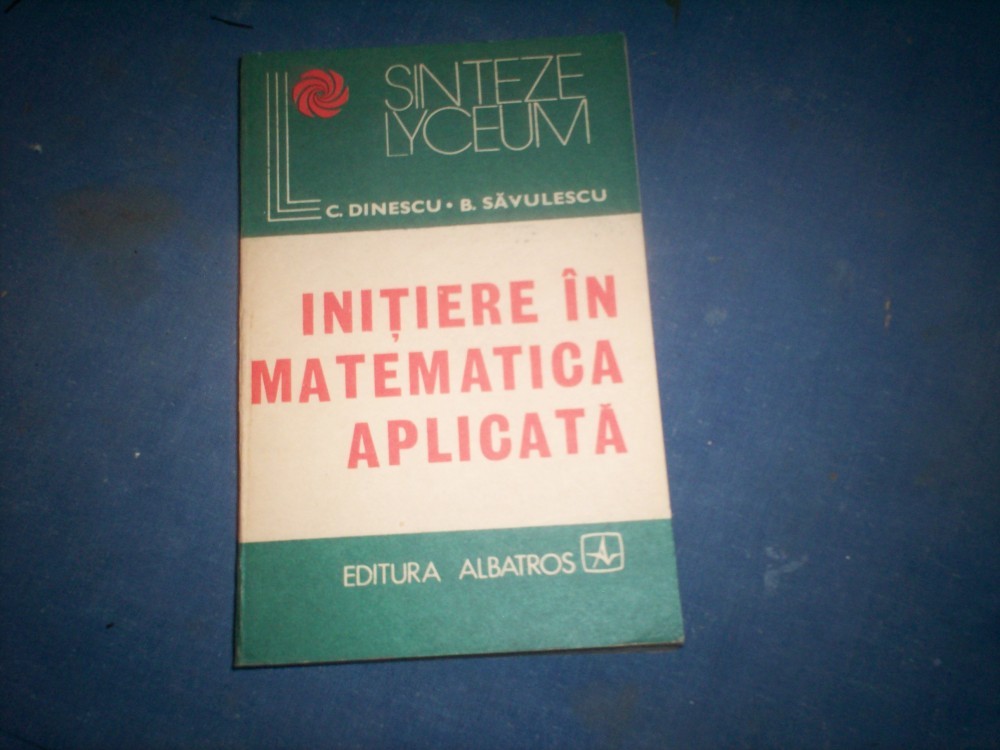 SINTEZE
LYCEUM
C. DINESCU • B. SĂVULESCU
INIȚIERE ÎN
MATEMATICA
APLICATĂ
EDITURA ALBATROS